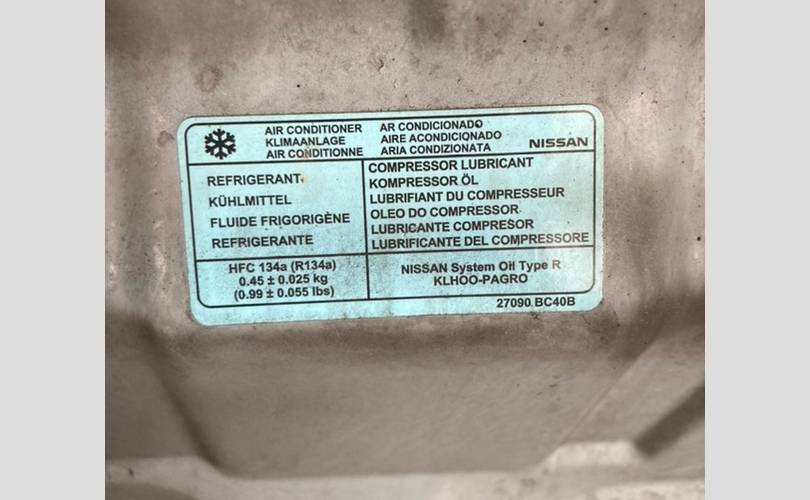 AIR CONDITIONER
KLIMAANLAGE
AIR CONDITIONNE
AR CONDICIONADO
AIRE ACONDICIONADO
ARIA CONDIZIONATA
NISSAN
REFRIGERANT
KÜHLMITTEL
FLUIDE FRIGORIGÈNE
REFRIGERANTE
COMPRESSOR LUBRICANT
KOMPRESSOR ÖL
LUBRIFIANT DU COMPRESSEUR
OLEO DO COMPRESSOR
LUBRICANTE COMPRESOR
LUBRIFICANTE DEL COMPRESSORE
HFC 134a (R134a)
0.45 ± 0.025 kg
(0.99 ± 0.055 lbs)
NISSAN System Oil Type R
KLHOO-PAGRO
27090 BC40B